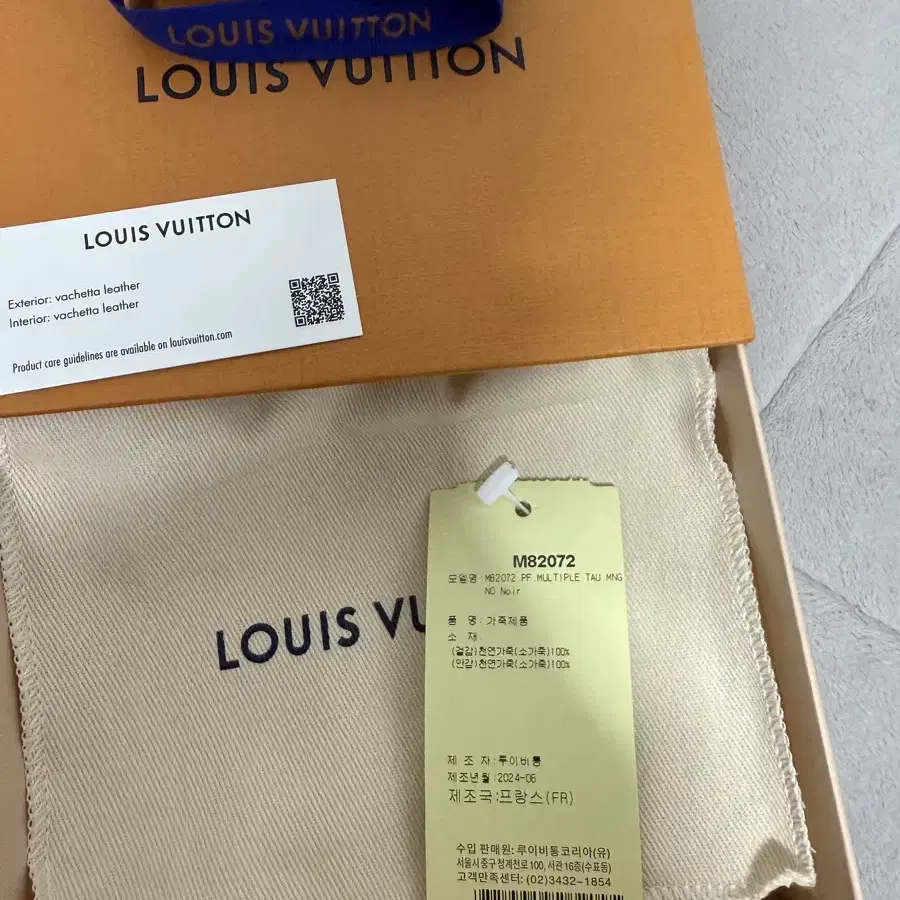 LOUIS VUITTON
LOUIS VUITTON
LOUIS VUITTON
Exterior: vachetta leather
Interior: vachetta leather
Product care guidelines are available on louisvuitton.com
LOUIS VU
M82072
모델명:M82072 PF.MULTIPLE TAU.MNG
NO Noir
품 명:가죽제품
소 재
(겉감)천연가죽(소가죽)100%
(안감)천연가죽(소가죽)100%
제 조 자:루이비통
제조년월:2024-06
제조국:프랑스(FR)
수입 판매원: 루이비통코리아(유)
서울시중구청계천로100, 서관 16층(수표동)
고객만족센터: (02)3432-1854